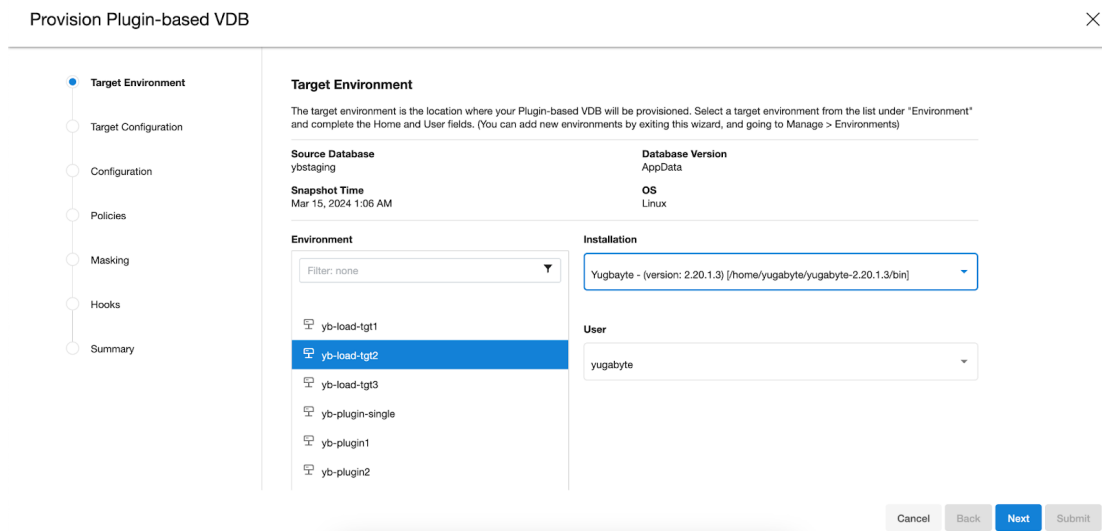 Provision Plugin-based VDB
Target Environment
Target Configuration
Configuration
Policies
Masking
Hooks
Summary
Target Environment
The target environment is the location where your Plugin-based VDB will be provisioned. Select a target environment from the list under "Environment"
and complete the Home and User fields. (You can add new environments by exiting this wizard, and going to Manage > Environments)
Source Database
ybstaging
Database Version
AppData
Snapshot Time
Mar 15, 2024 1:06 AM
OS
Linux
Environment
Filter: none
yb-load-tgt1
yb-load-tgt2
yb-load-tgt3
yb-plugin-single
yb-plugin1
yb-plugin2
Installation
Yugbayte - (version: 2.20.1.3) [/home/yugabyte/yugabyte-2.20.1.3/bin]
User
yugabyte
Cancel
Back
Next
Submit